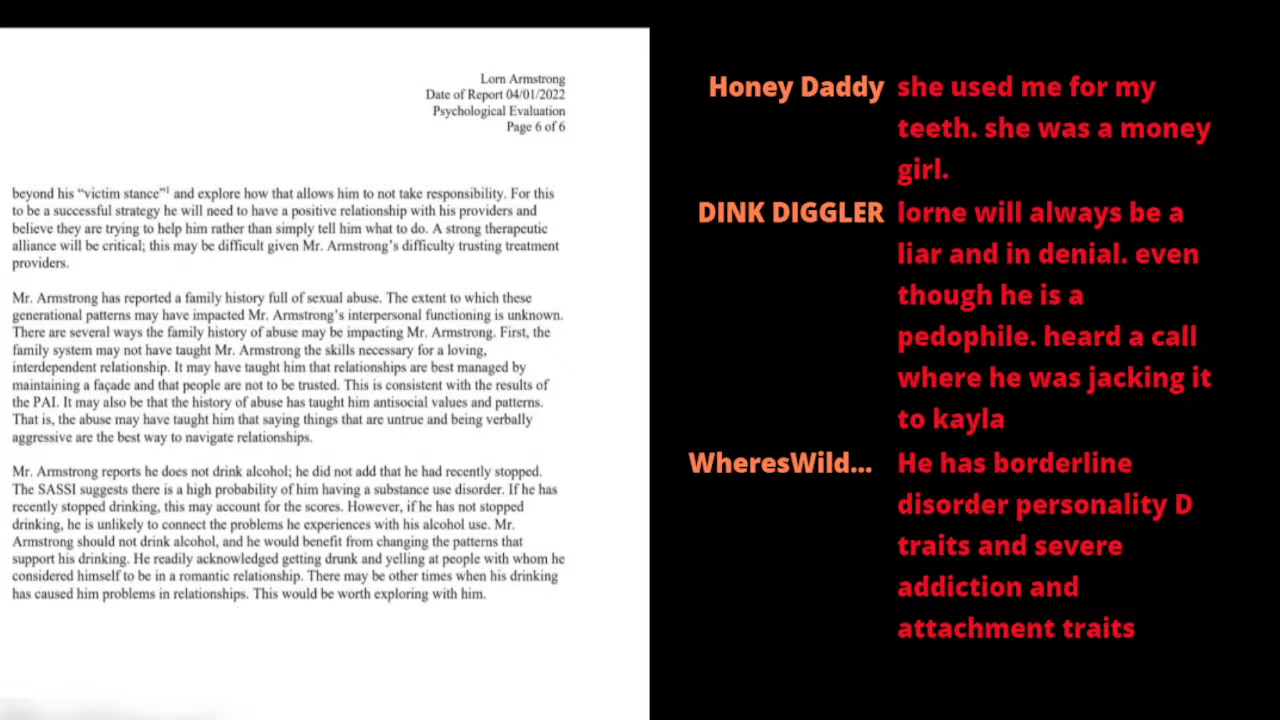 Lorn Armstrong
Date of Report 04/01/2022
Psychological Evaluation
Page 6 of 6
beyond his “victim stance”¹ and explore how that allows him to not take responsibility. For this
to be a successful strategy he will need to have a positive relationship with his providers and
believe they are trying to help him rather than simply tell him what to do. A strong therapeutic
alliance will be critical; this may be difficult given Mr. Armstrong’s difficulty trusting treatment
providers.
Mr. Armstrong has reported a family history full of sexual abuse. The extent to which these
generational patterns may have impacted Mr. Armstrong’s interpersonal functioning is unknown.
There are several ways the family history of abuse may be impacting Mr. Armstrong. First, the
family system may not have taught Mr. Armstrong the skills necessary for a loving,
interdependent relationship. It may have taught him that relationships are best managed by
maintaining a façade and that people are not to be trusted. This is consistent with the results of
the PAI. It may also be that the history of abuse has taught him antisocial values and patterns.
That is, the abuse may have taught him that saying things that are untrue and being verbally
aggressive are the best way to navigate relationships.
Mr. Armstrong reports he does not drink alcohol; he did not add that he had recently stopped.
The SASSI suggests there is a high probability of him having a substance use disorder. If he has
recently stopped drinking, this may account for the scores. However, if he has not stopped
drinking, he is unlikely to connect the problems he experiences with his alcohol use. Mr.
Armstrong should not drink alcohol, and he would benefit from changing the patterns that
support his drinking. He readily acknowledged getting drunk and yelling at people with whom he
considered himself to be in a romantic relationship. There may be other times when his drinking
has caused him problems in relationships. This would be worth exploring with him.
Honey Daddy she used me for my
teeth. she was a money
girl.
DINK DIGGLER lorne will always be a
liar and in denial. even
though he is a
pedophile. heard a call
where he was jacking it
to kayla
WheresWild... He has borderline
disorder personality D
traits and severe
addiction and
attachment traits